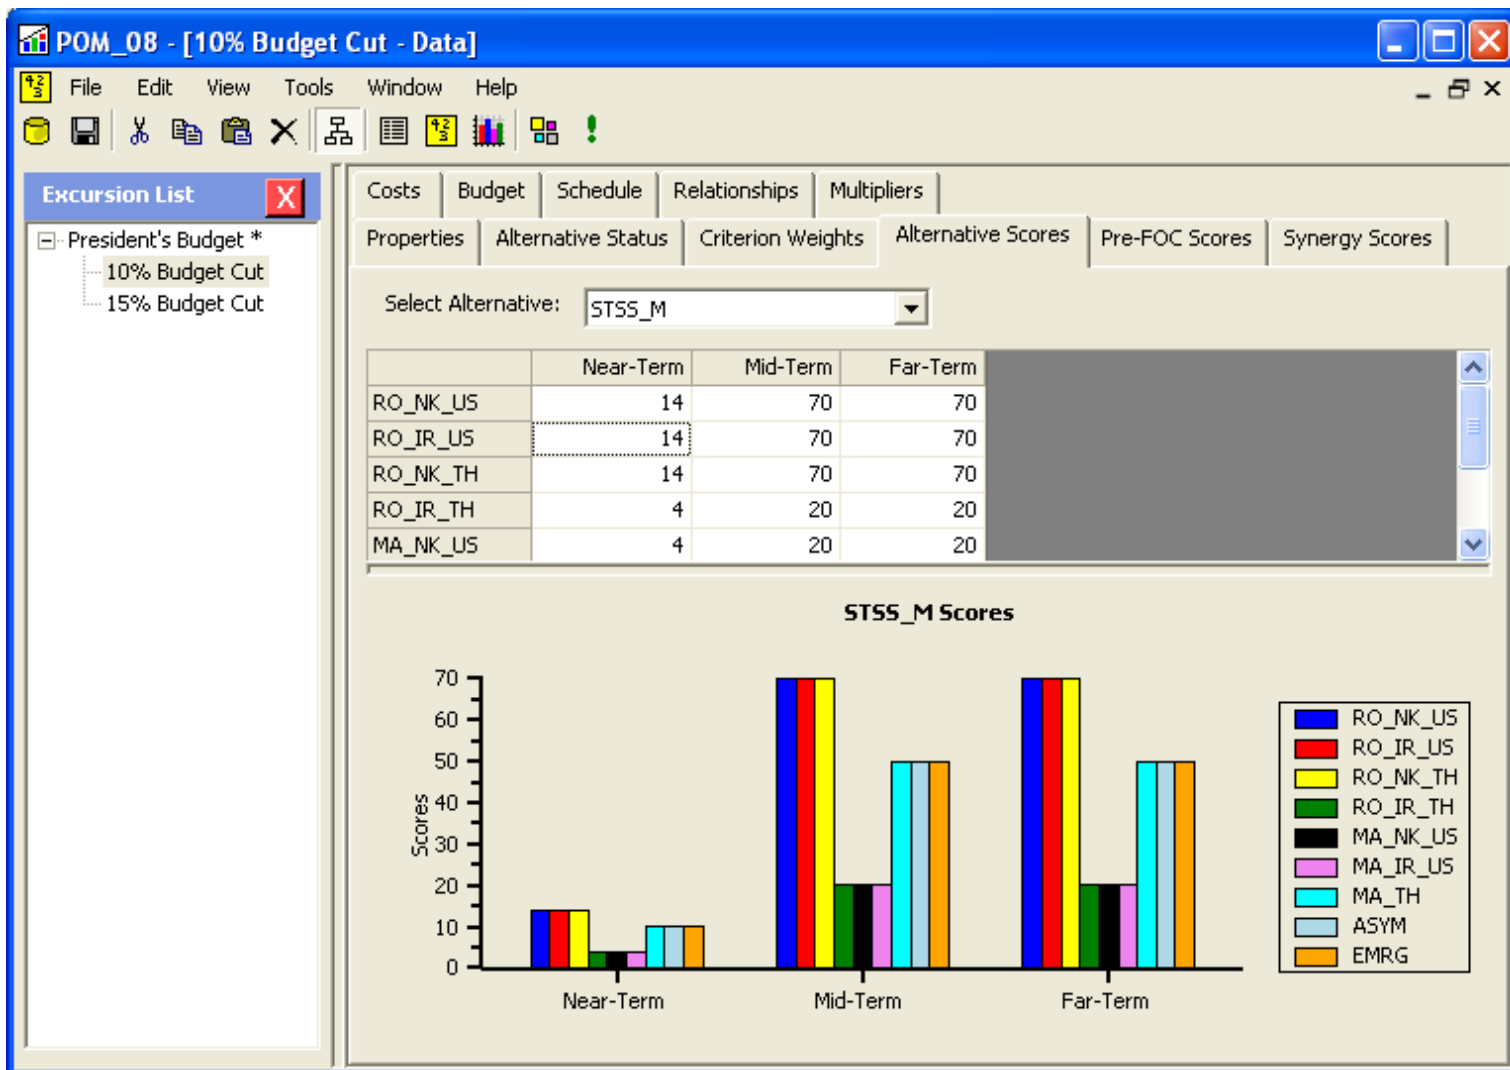 POM_08 - [10% Budget Cut - Data]
File Edit View Tools Window Help
Excursion List
President's Budget *
10% Budget Cut
15% Budget Cut
Costs Budget Schedule Relationships Multipliers
Properties Alternative Status Criterion Weights Alternative Scores Pre-FOC Scores Synergy Scores
Select Alternative: STSS_M
Near-Term Mid-Term Far-Term
RO_NK_US 14 70 70
RO_IR_US 14 70 70
RO_NK_TH 14 70 70
RO_IR_TH 4 20 20
MA_NK_US 4 20 20
STSS_M Scores
Scores
70
60
50
40
30
20
10
0
Near-Term Mid-Term Far-Term
RO_NK_US
RO_IR_US
RO_NK_TH
RO_IR_TH
MA_NK_US
MA_IR_US
MA_TH
ASYM
EMRG